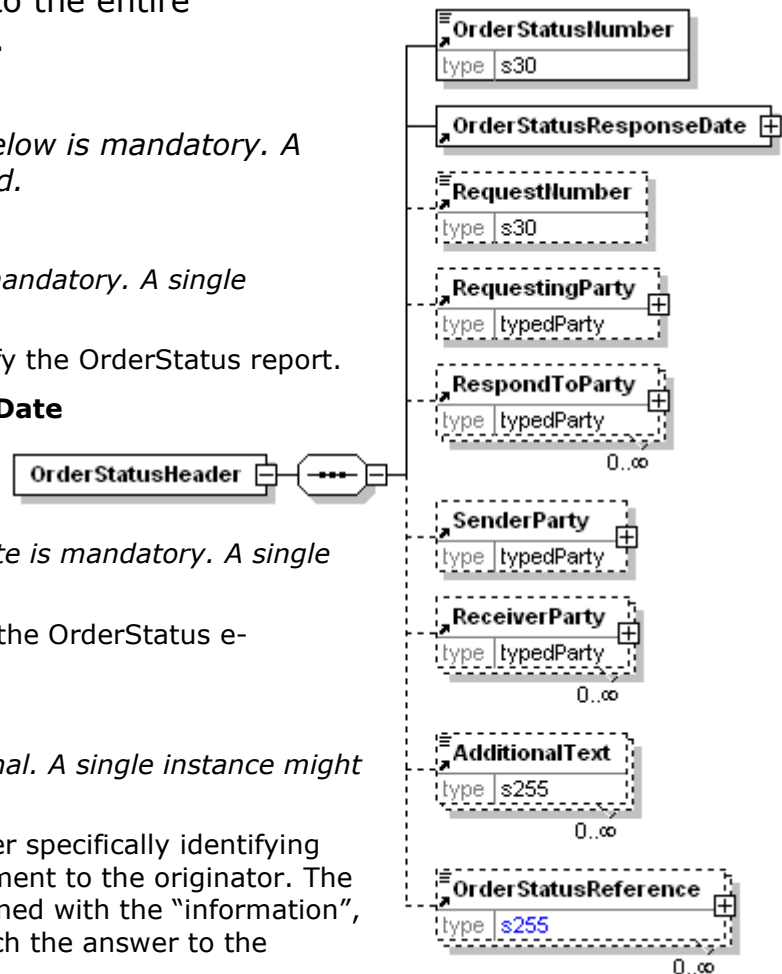 o the entire
.
elow is mandatory. A
d.
mandatory. A single
fy the OrderStatus report.
Date
te is mandatory. A single
the OrderStatus e-
nal. A single instance might
er specifically identifying
ment to the originator. The
ned with the “information”,
ch the answer to the
OrderStatusHeader
OrderStatusNumber
type s30
OrderStatusResponseDate
RequestNumber
type s30
RequestingParty
type typedParty
RespondToParty
type typedParty
0..∞
SenderParty
type typedParty
ReceiverParty
type typedParty
0..∞
AdditionalText
type s255
0..∞
OrderStatusReference
type s255
0..∞